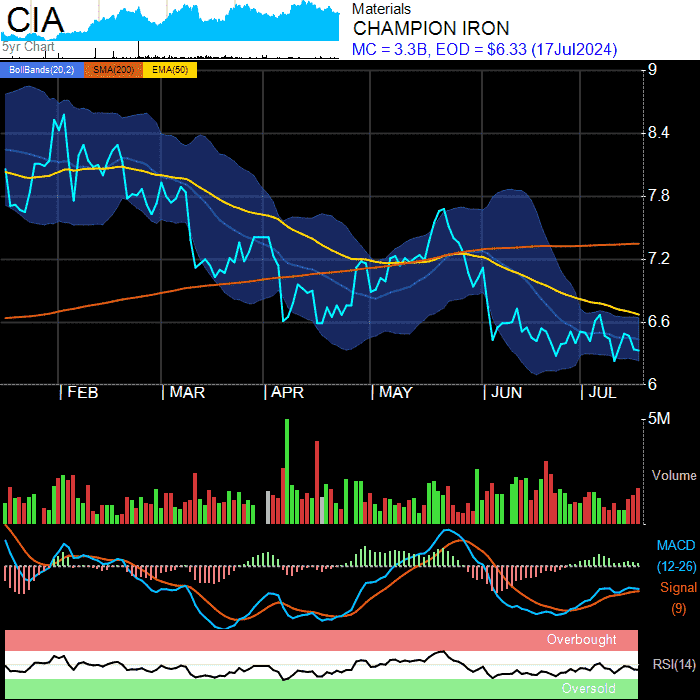 CIA
5yr Chart
Materials
CHAMPION IRON
MC = 3.3B, EOD = $6.33 (17Jul2024)
BollBands(20,2) SMA(200) EMA(50)
9
8.4
7.8
7.2
6.6
6
FEB MAR APR MAY JUN JUL
5M
Volume
MACD
(12-26)
Signal
(9)
Overbought
RSI(14)
Oversold